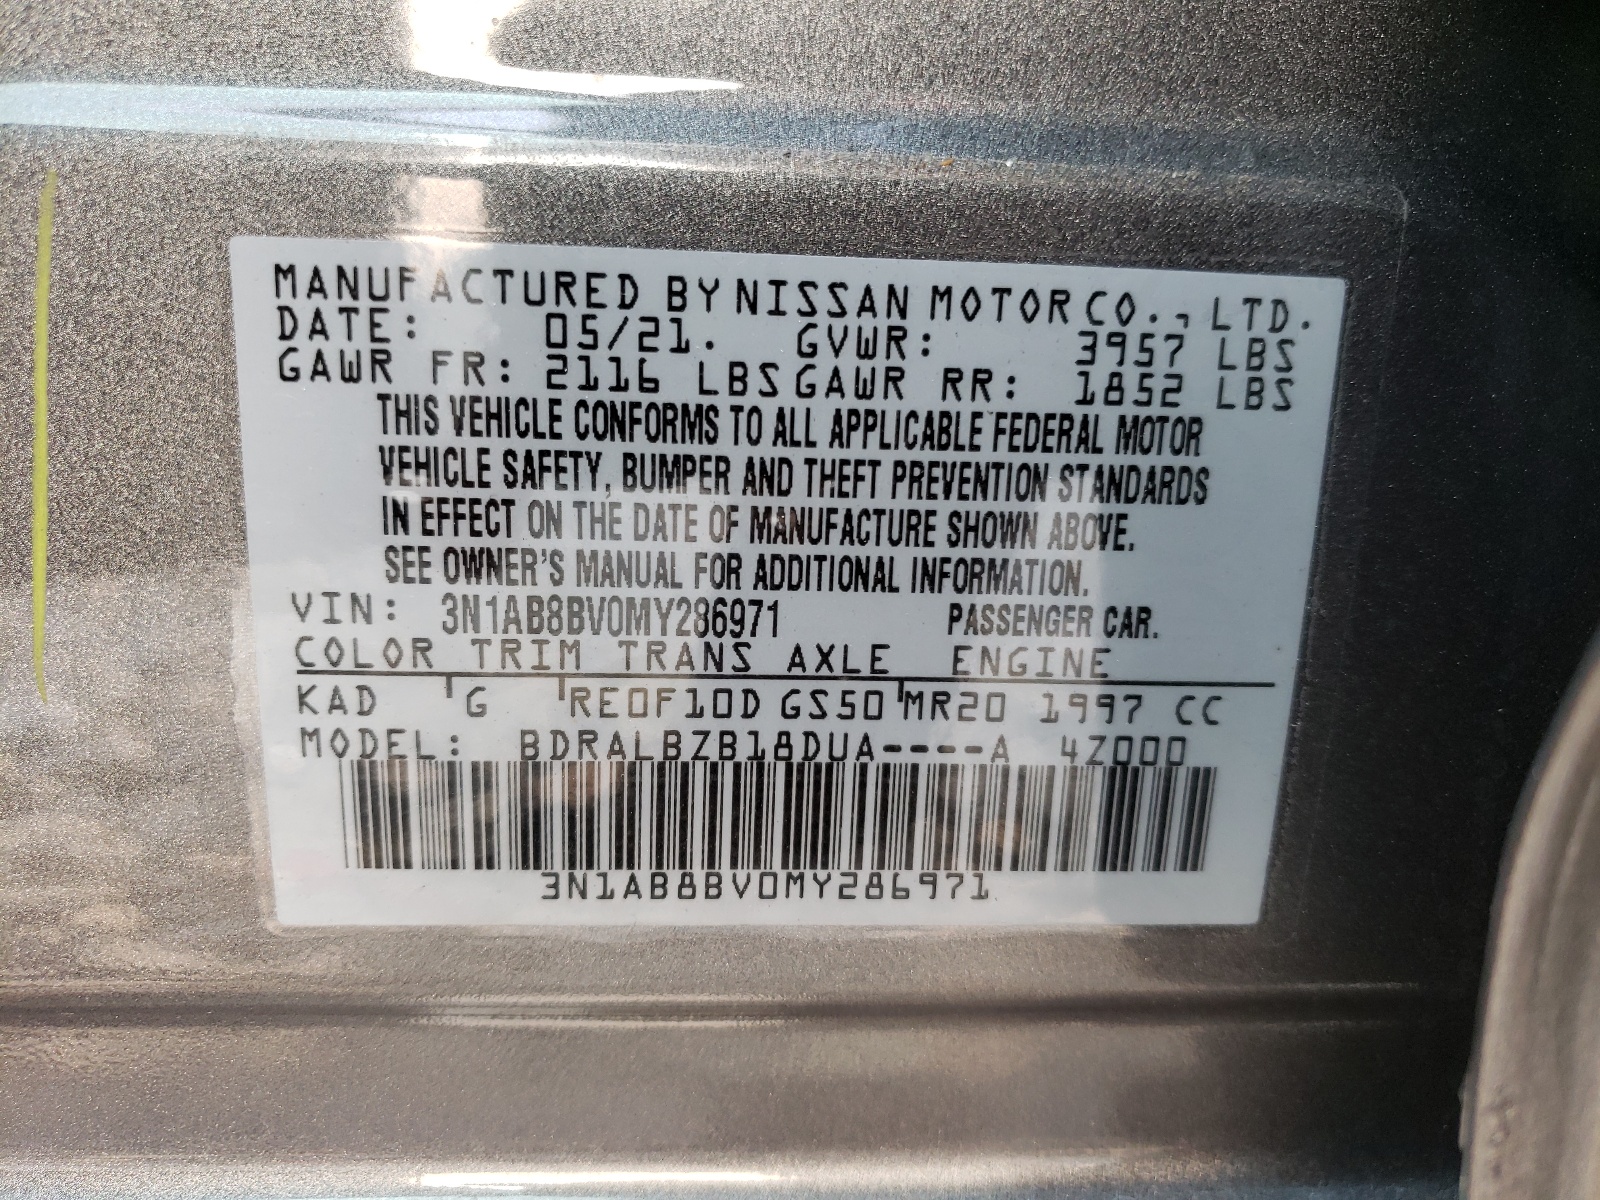 MANUFACTURED BY NISSAN MOTOR CO., LTD.
DATE: 05/21. GVWR: 3957 LBS
GAWR FR: 2116 LBS GAWR RR: 1852 LBS
THIS VEHICLE CONFORMS TO ALL APPLICABLE FEDERAL MOTOR
VEHICLE SAFETY, BUMPER AND THEFT PREVENTION STANDARDS
IN EFFECT ON THE DATE OF MANUFACTURE SHOWN ABOVE.
SEE OWNER'S MANUAL FOR ADDITIONAL INFORMATION.
VIN: 3N1AB8BV0MY286971 PASSENGER CAR.
COLOR TRIM TRANS AXLE ENGINE
KAD G RE0F10D GS50 MR20 1997 CC
MODEL: BDRALBZB18DUA----A 4Z000
3N1AB8BV0MY286971